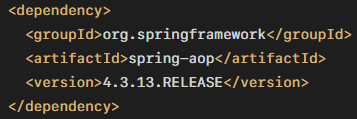 <dependency>
<groupId>org.springframework</groupId>
<artifactId>spring-aop</artifactId>
<version>4.3.13.RELEASE</version>
</dependency>